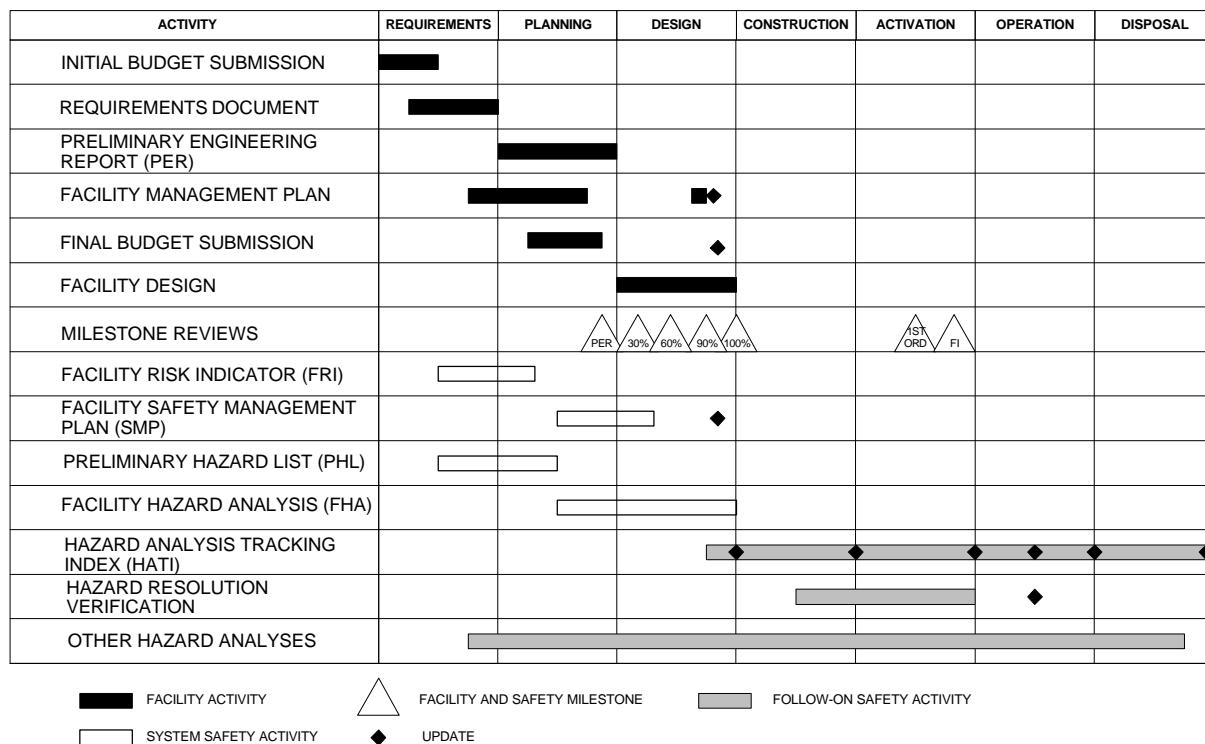 ACTIVITY REQUIREMENTS PLANNING DESIGN CONSTRUCTION ACTIVATION OPERATION DISPOSAL
INITIAL BUDGET SUBMISSION
REQUIREMENTS DOCUMENT
PRELIMINARY ENGINEERING
REPORT (PER)
FACILITY MANAGEMENT PLAN
FINAL BUDGET SUBMISSION
FACILITY DESIGN
MILESTONE REVIEWS
PER 30% 60% 90% 100%
1ST
ORD
FI
FACILITY RISK INDICATOR (FRI)
FACILITY SAFETY MANAGEMENT
PLAN (SMP)
PRELIMINARY HAZARD LIST (PHL)
FACILITY HAZARD ANALYSIS (FHA)
HAZARD ANALYSIS TRACKING
INDEX (HATI)
HAZARD RESOLUTION
VERIFICATION
OTHER HAZARD ANALYSES
FACILITY ACTIVITY
FACILITY AND SAFETY MILESTONE
FOLLOW-ON SAFETY ACTIVITY
SYSTEM SAFETY ACTIVITY
UPDATE